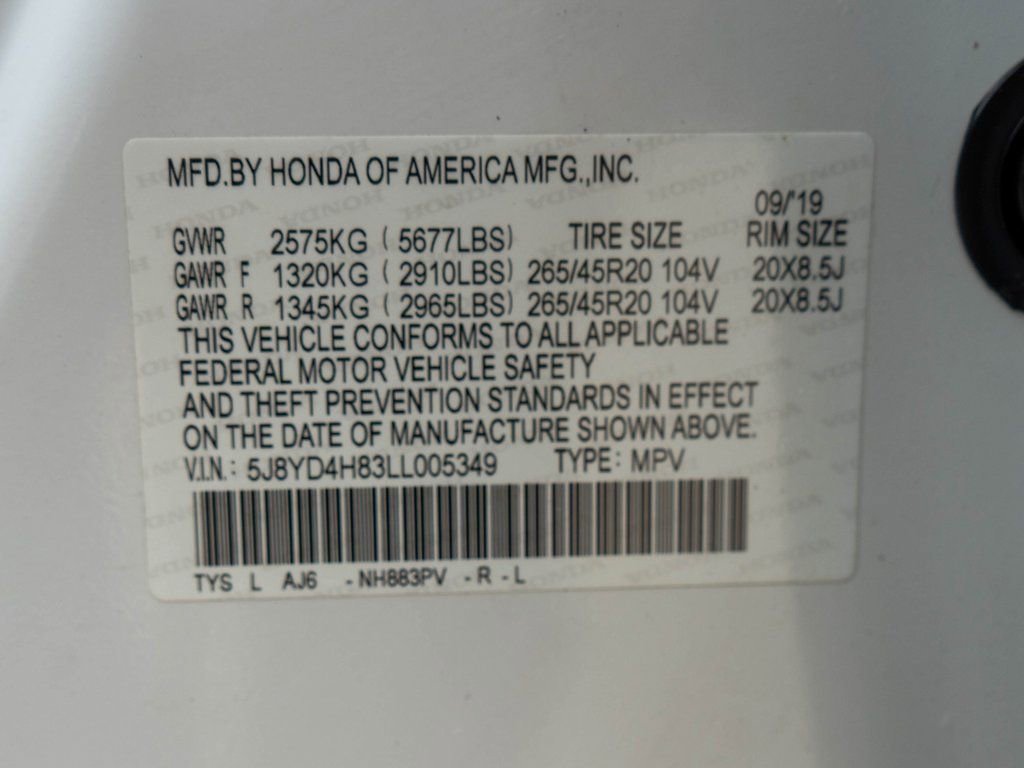 MFD.BY HONDA OF AMERICA MFG.,INC.
09/'19
GVWR 2575KG ( 5677LBS) TIRE SIZE RIM SIZE
GAWR F 1320KG ( 2910LBS) 265/45R20 104V 20X8.5J
GAWR R 1345KG ( 2965LBS) 265/45R20 104V 20X8.5J
THIS VEHICLE CONFORMS TO ALL APPLICABLE
FEDERAL MOTOR VEHICLE SAFETY
AND THEFT PREVENTION STANDARDS IN EFFECT
ON THE DATE OF MANUFACTURE SHOWN ABOVE.
V.I.N.: 5J8YD4H83LL005349 TYPE: MPV
TYS L AJ6 -NH883PV -R -L